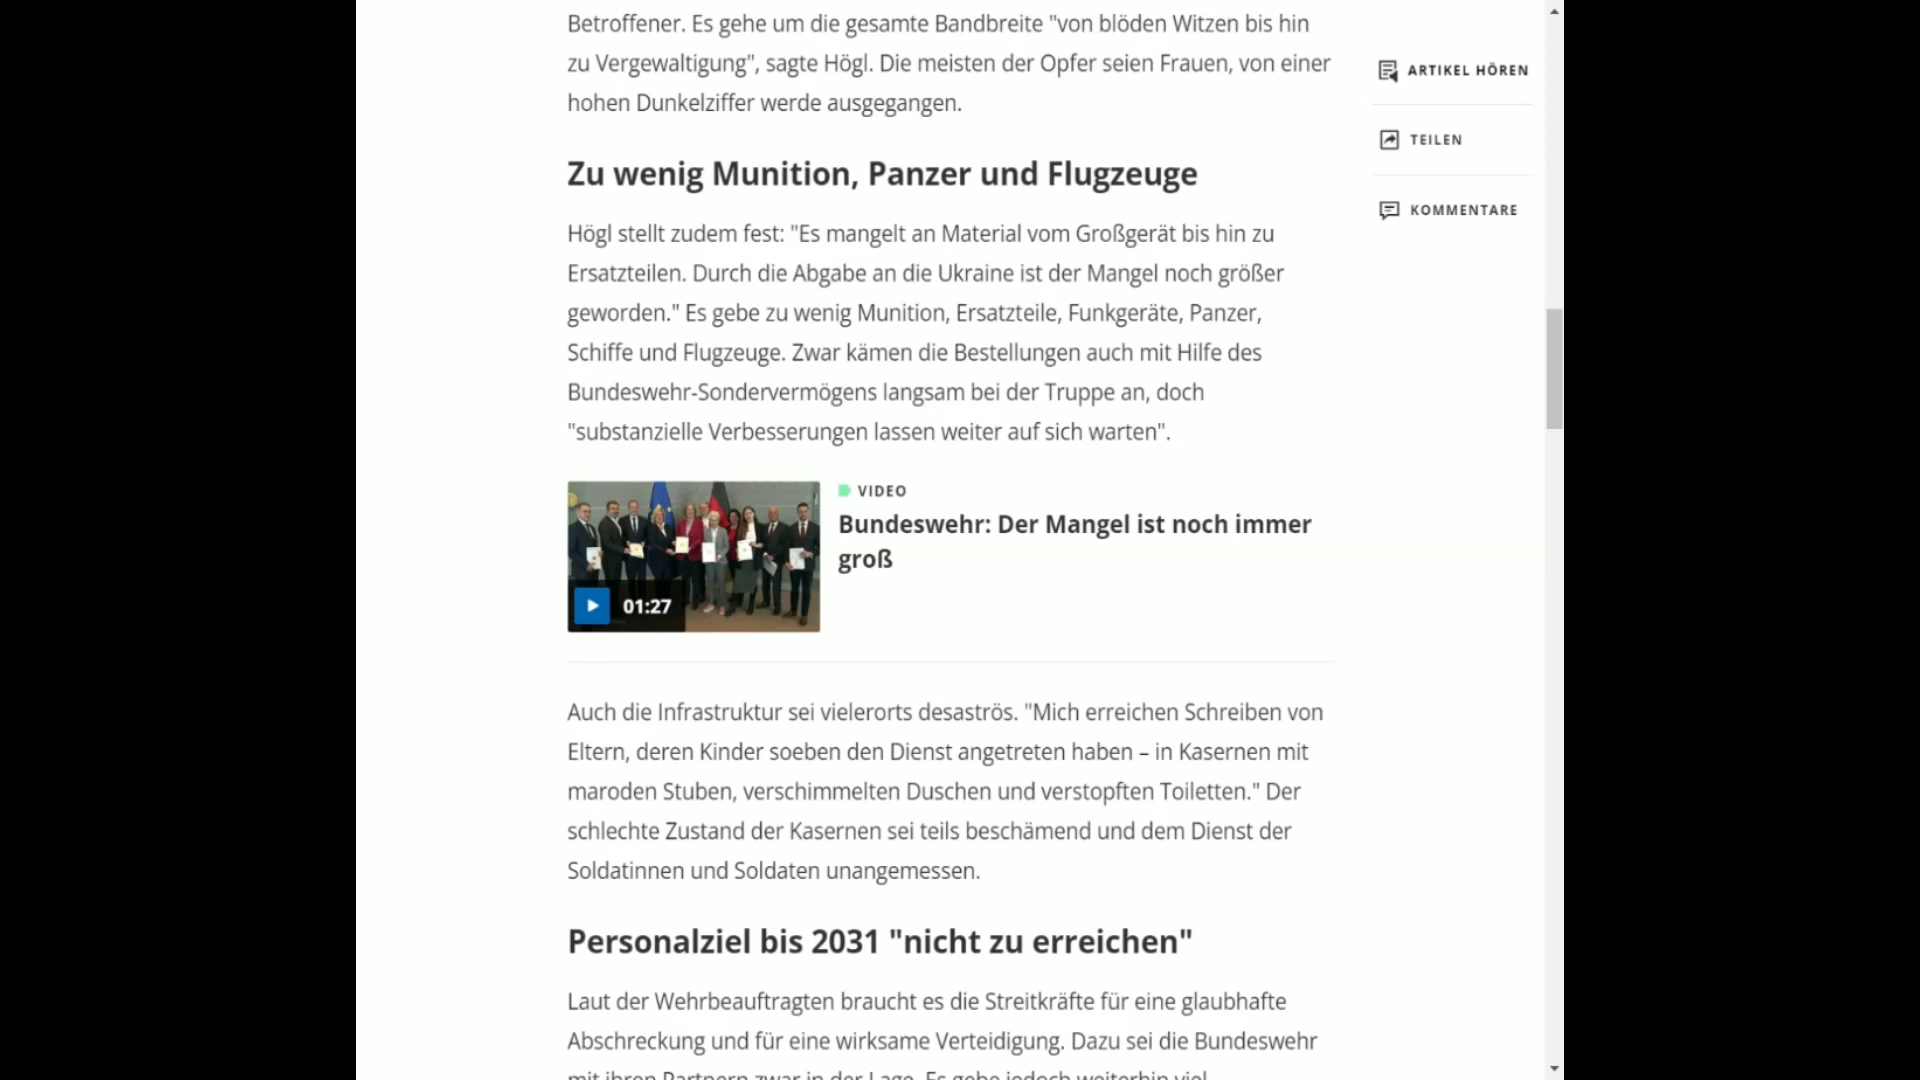 Betroffener. Es gehe um die gesamte Bandbreite "von blöden Witzen bis hin
zu Vergewaltigung", sagte Högl. Die meisten der Opfer seien Frauen, von einer
hohen Dunkelziffer werde ausgegangen.
ARTIKEL HÖREN
TEILEN
KOMMENTARE
Zu wenig Munition, Panzer und Flugzeuge
Högl stellt zudem fest: "Es mangelt an Material vom Großgerät bis hin zu
Ersatzteilen. Durch die Abgabe an die Ukraine ist der Mangel noch größer
geworden." Es gebe zu wenig Munition, Ersatzteile, Funkgeräte, Panzer,
Schiffe und Flugzeuge. Zwar kämen die Bestellungen auch mit Hilfe des
Bundeswehr-Sondervermögens langsam bei der Truppe an, doch
"substanzielle Verbesserungen lassen weiter auf sich warten".
VIDEO
Bundeswehr: Der Mangel ist noch immer
groß
01:27
Auch die Infrastruktur sei vielerorts desaströs. "Mich erreichen Schreiben von
Eltern, deren Kinder soeben den Dienst angetreten haben – in Kasernen mit
maroden Stuben, verschimmelten Duschen und verstopften Toiletten." Der
schlechte Zustand der Kasernen sei teils beschämend und dem Dienst der
Soldatinnen und Soldaten unangemessen.
Personalziel bis 2031 "nicht zu erreichen"
Laut der Wehrbeauftragten braucht es die Streitkräfte für eine glaubhafte
Abschreckung und für eine wirksame Verteidigung. Dazu sei die Bundeswehr
mit ihren Partnern zwar in der Lage. Es gebe jedoch weiterhin viel